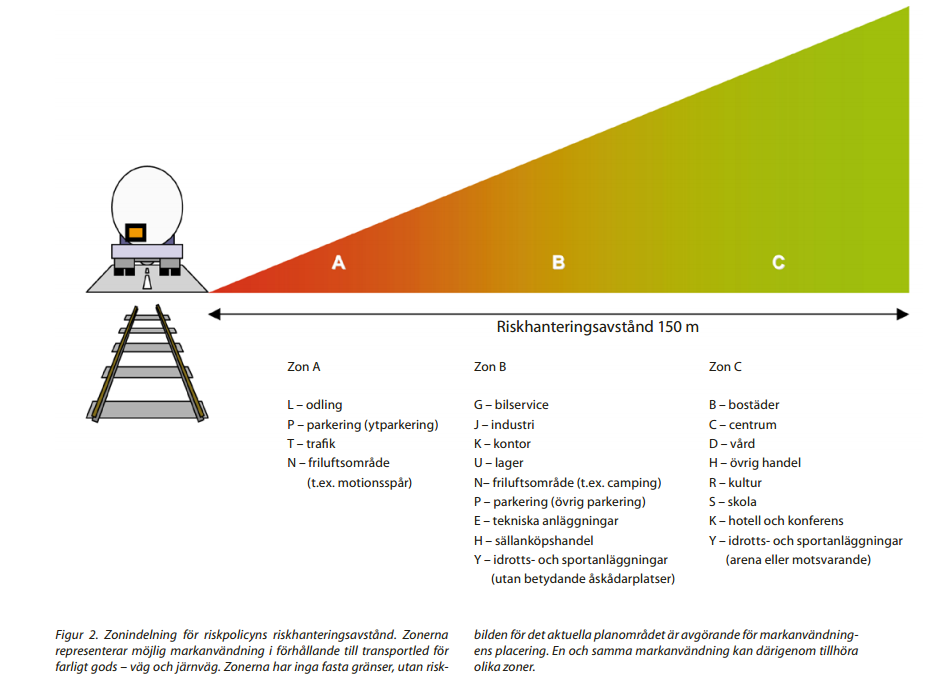 A
B
C
Riskhanteringsavstånd 150 m
Zon A
L – odling
P – parkering (ytparkering)
T – trafik
N – friluftsområde
(t.ex. motionsspår)
Zon B
G – bilservice
J – industri
K – kontor
U – lager
N– friluftsområde (t.ex. camping)
P – parkering (övrig parkering)
E – tekniska anläggningar
H – sällanköpshandel
Y – idrotts- och sportanläggningar
(utan betydande åskådarplatser)
Zon C
B – bostäder
C – centrum
D – vård
H – övrig handel
R – kultur
S – skola
K – hotell och konferens
Y – idrotts- och sportanläggningar
(arena eller motsvarande)
Figur 2. Zonindelning för riskpolicyns riskhanteringsavstånd. Zonerna
representerar möjlig markanvändning i förhållande till transportled för
farligt gods – väg och järnväg. Zonerna har inga fasta gränser, utan risk-
bilden för det aktuella planområdet är avgörande för markanvändning-
ens placering. En och samma markanvändning kan därigenom tillhöra
olika zoner.